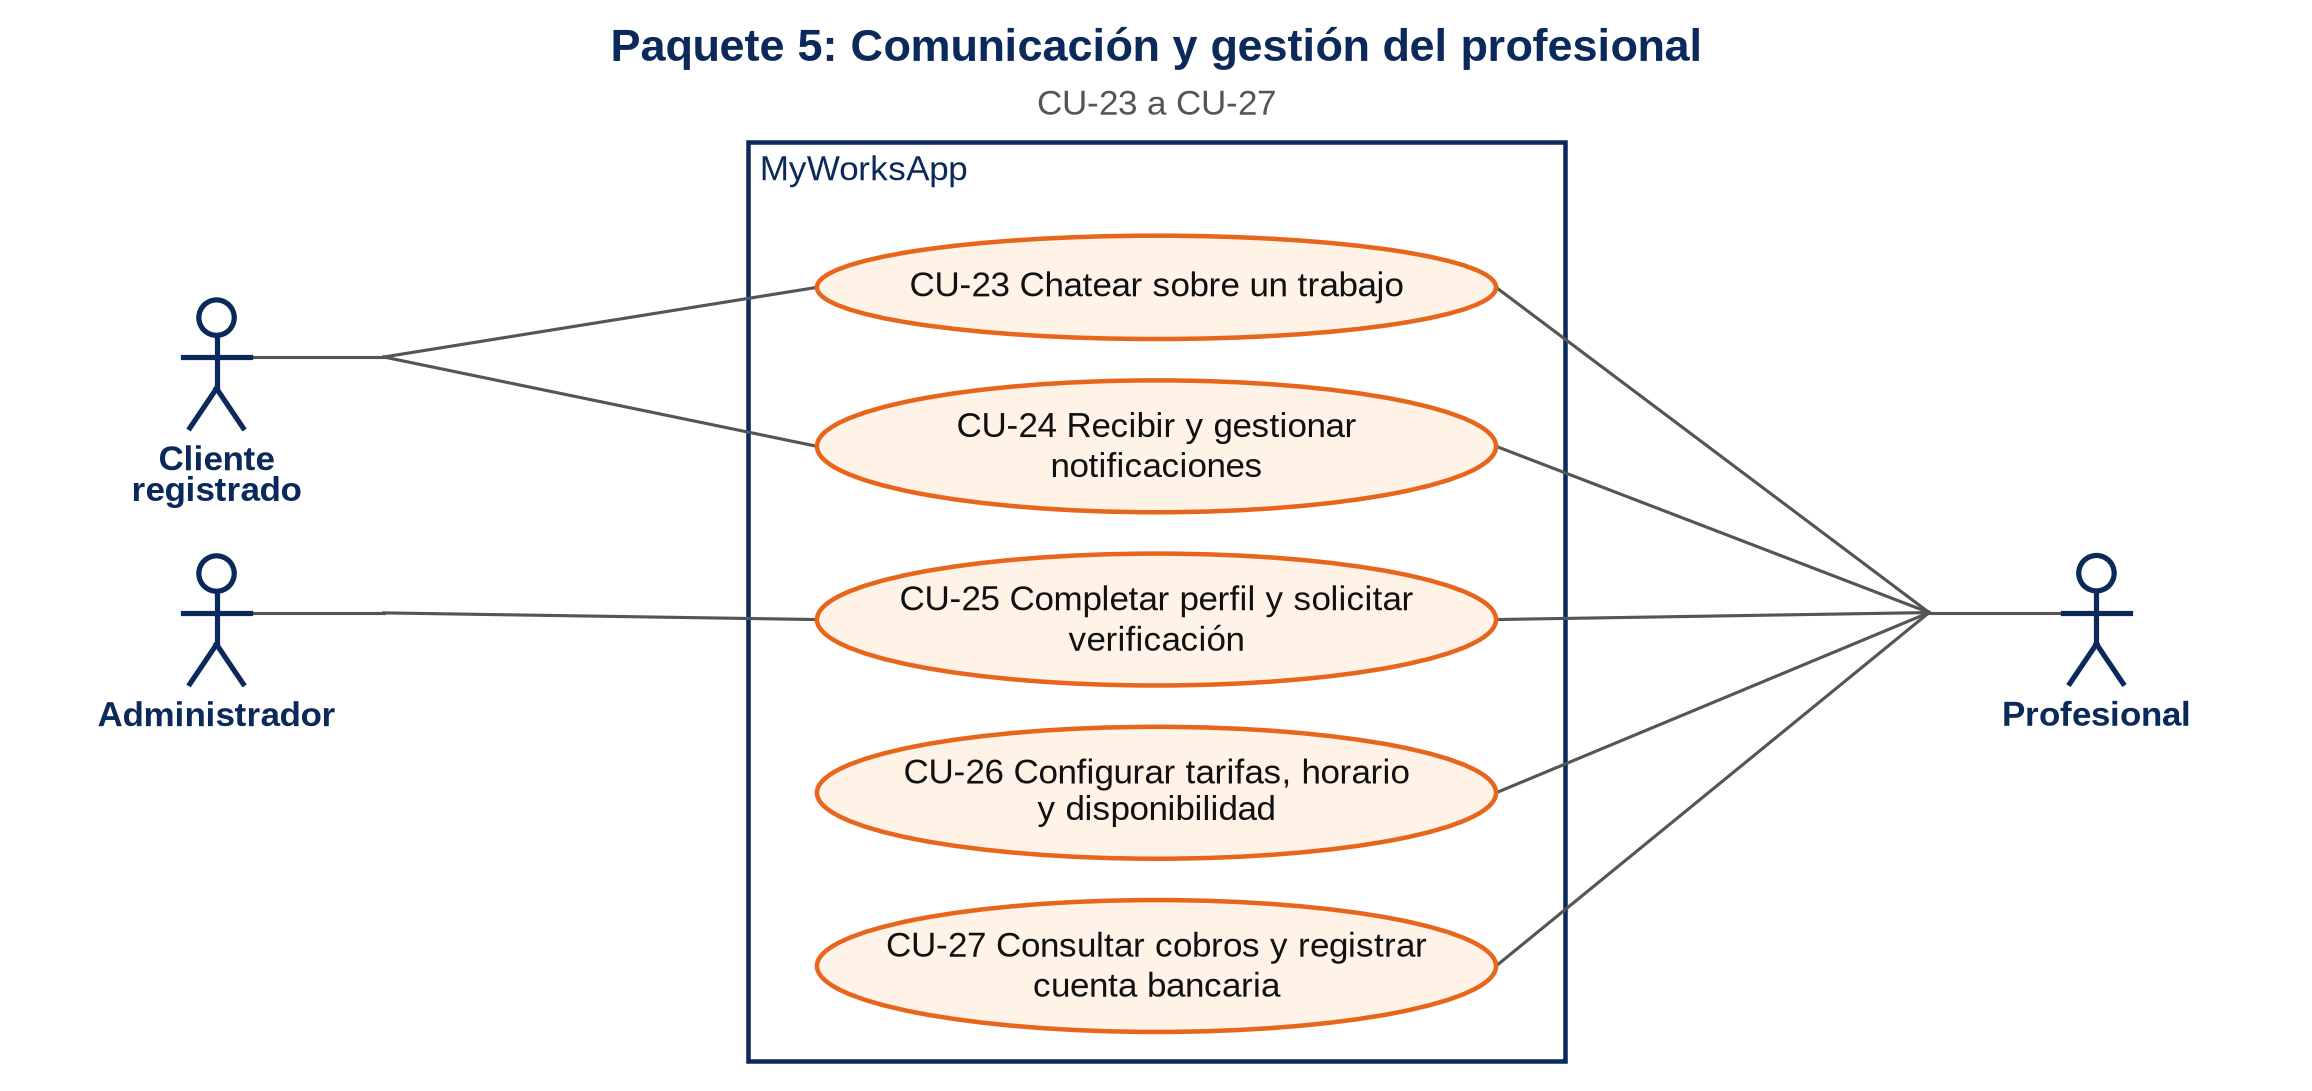 Paquete 5: Comunicación y gestión del profesional
CU-23 a CU-27
MyWorksApp
CU-23 Chatear sobre un trabajo
CU-24 Recibir y gestionar
notificaciones
Cliente
registrado
CU-25 Completar perfil y solicitar
verificación
Administrador
Profesional
CU-26 Configurar tarifas, horario
y disponibilidad
CU-27 Consultar cobros y registrar
cuenta bancaria